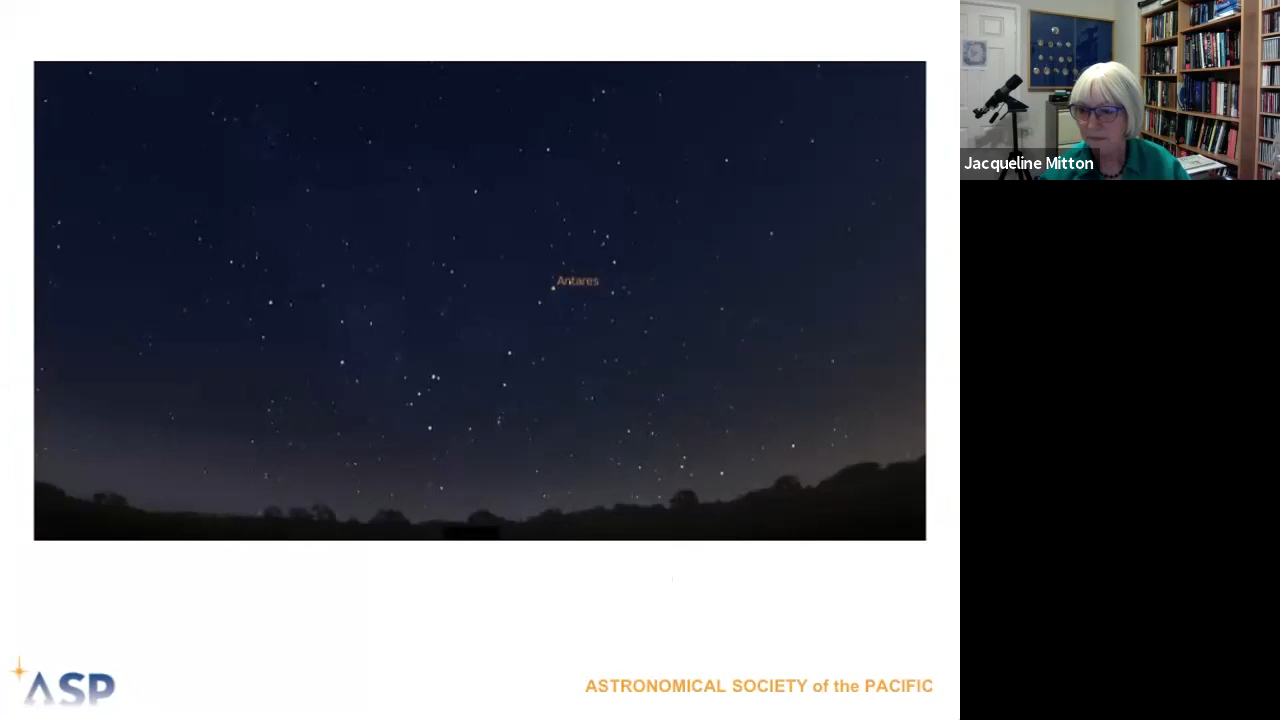 Jacqueline Mitton
Antares
ASP
ASTRONOMICAL SOCIETY of the PACIFIC